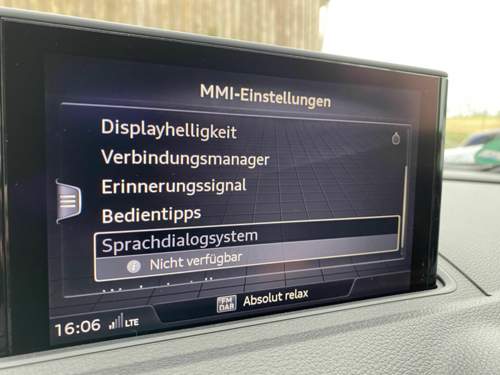 MMI-Einstellungen
Displayhelligkeit
Verbindungsmanager
Erinnerungssignal
Bedientipps
Sprachdialogsystem
i Nicht verfügbar
FM DAB Absolut relax
16:06 LTE